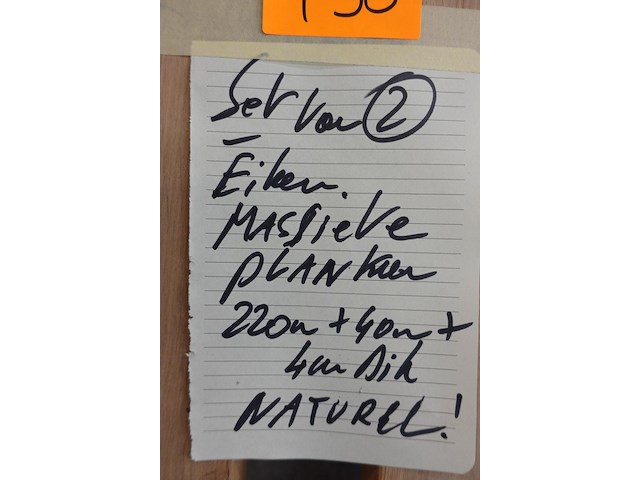 Set van 2
Eiken.
MASSieve
PLANken
220cm + 40cm +
4cm Dik
NATUREL!